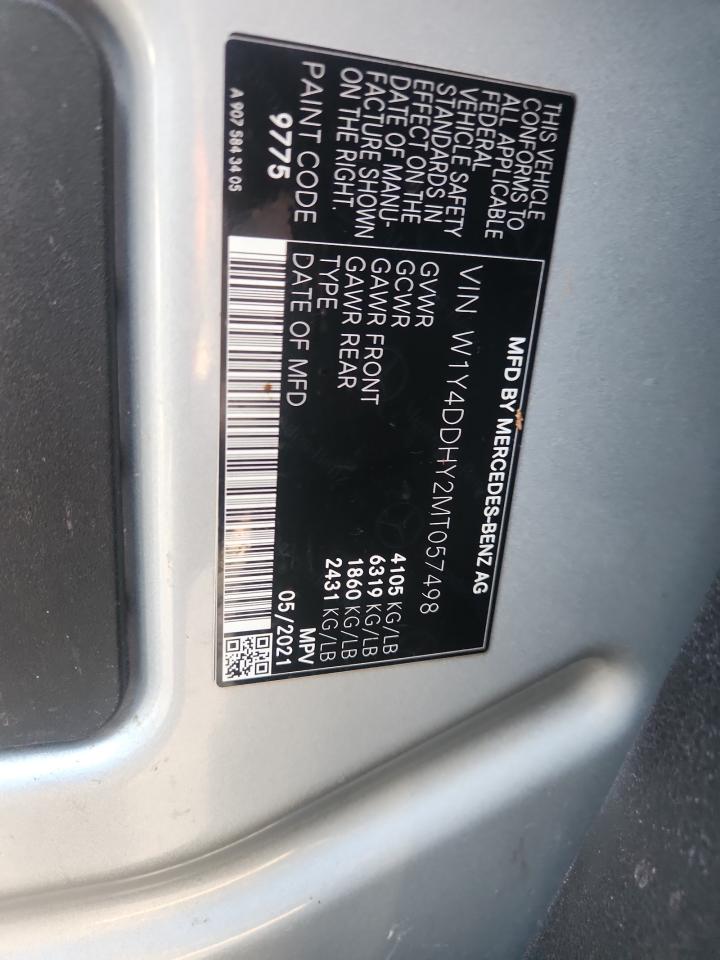 THIS VEHICLE
CONFORMS TO
ALL APPLICABLE
FEDERAL
VEHICLE SAFETY
STANDARDS IN
EFFECT ON THE
DATE OF MANU-
FACTURE SHOWN
ON THE RIGHT.
PAINT CODE
9775
A 907 584 34 05
MFD BY MERCEDES-BENZ AG
VIN W1Y4DDHY2MT057498
GVWR 4105 KG/LB
GCWR 6319 KG/LB
GAWR FRONT 1860 KG/LB
GAWR REAR 2431 KG/LB
TYPE MPV
DATE OF MFD 05/2021